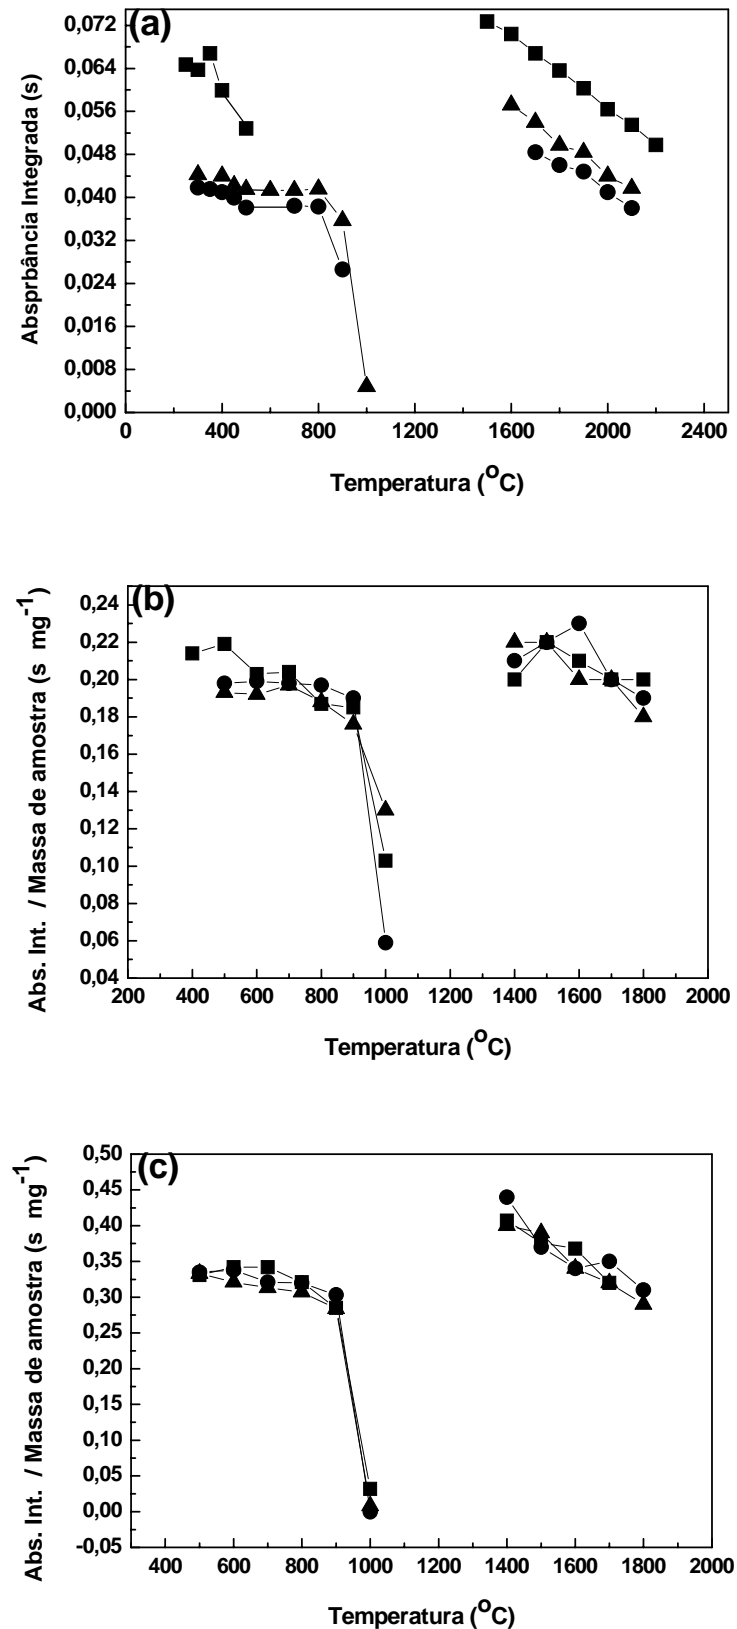 (a)
0,072
0,064
0,056
0,048
0,040
0,032
0,024
0,016
0,008
0,000
Absprbância Integrada (s)
0 400 800 1200 1600 2000 2400
Temperatura (°C)
(b)
0,24
0,22
0,20
0,18
0,16
0,14
0,12
0,10
0,08
0,06
0,04
Abs. Int. / Massa de amostra (s mg⁻¹)
200 400 600 800 1000 1200 1400 1600 1800 2000
Temperatura (°C)
(c)
0,50
0,45
0,40
0,35
0,30
0,25
0,20
0,15
0,10
0,05
0,00
-0,05
Abs. Int. / Massa de amostra (s mg⁻¹)
400 600 800 1000 1200 1400 1600 1800 2000
Temperatura (°C)